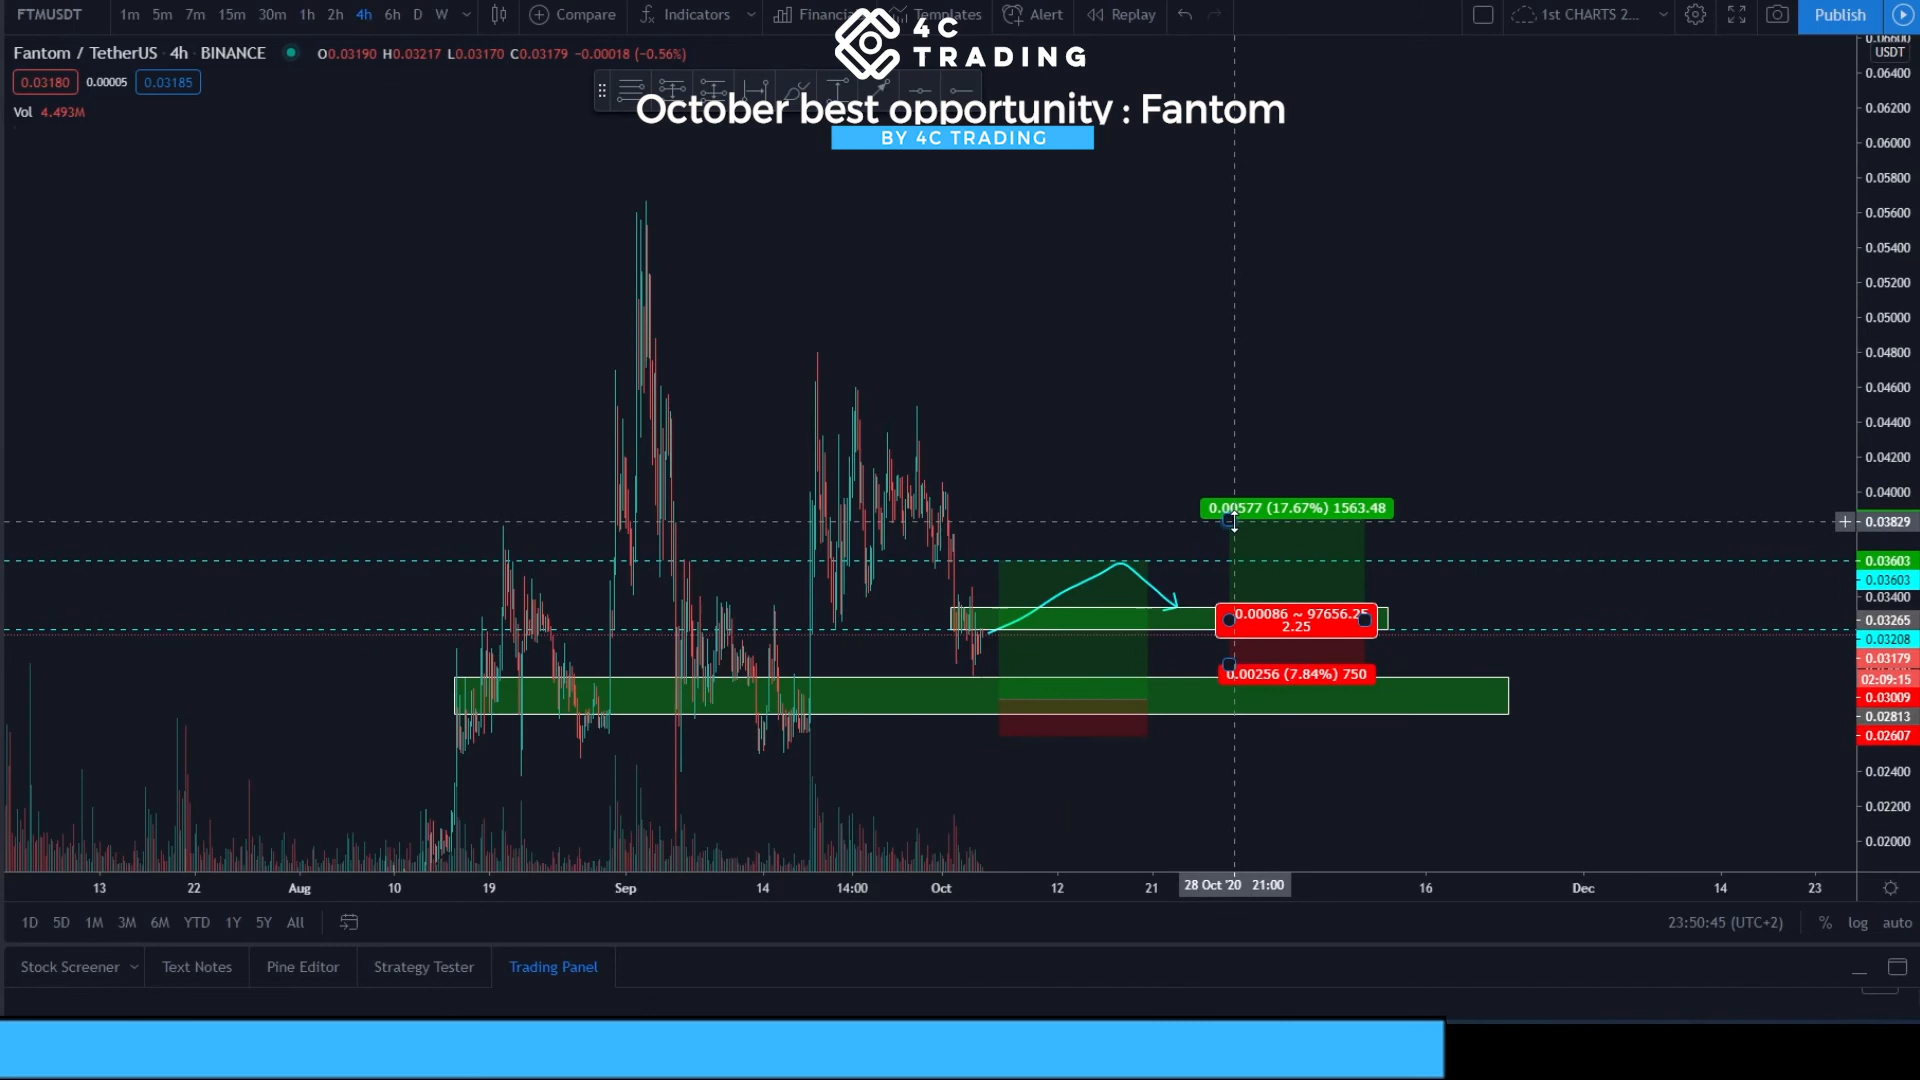 FTMUSDT 1m 5m 7m 15m 30m 1h 2h 4h 6h D W Compare Indicators Financia Templates Alert Replay 1st CHARTS 2... Publish
4C
TRADING
Fantom / TetherUS · 4h · BINANCE O0.03190 H0.03217 L0.03170 C0.03179 −0.00018 (−0.56%)
0.03180 0.00005 0.03185
Vol 4.493M
October best opportunity : Fantom
BY 4C TRADING
0.06600
USDT
0.06400
0.06200
0.06000
0.05800
0.05600
0.05400
0.05200
0.05000
0.04800
0.04600
0.04400
0.04200
0.04000
0.03829
0.03603
0.03603
0.03400
0.03265
0.03208
0.03179
02:09:15
0.03009
0.02813
0.02607
0.02400
0.02200
0.02000
0.00577 (17.67%) 1563.48
0.00086 ~ 97656.25
2.25
0.00256 (7.84%) 750
13 22 Aug 10 19 Sep 14 14:00 Oct 12 21 28 Oct '20 21:00 16 Dec 14 23
1D 5D 1M 3M 6M YTD 1Y 5Y All 23:50:45 (UTC+2) % log auto
Stock Screener Text Notes Pine Editor Strategy Tester Trading Panel